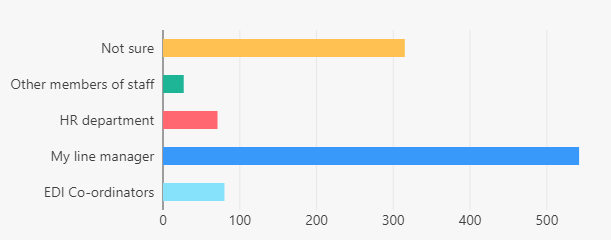 Not sure
Other members of staff
HR department
My line manager
EDI Co-ordinators
0 100 200 300 400 500